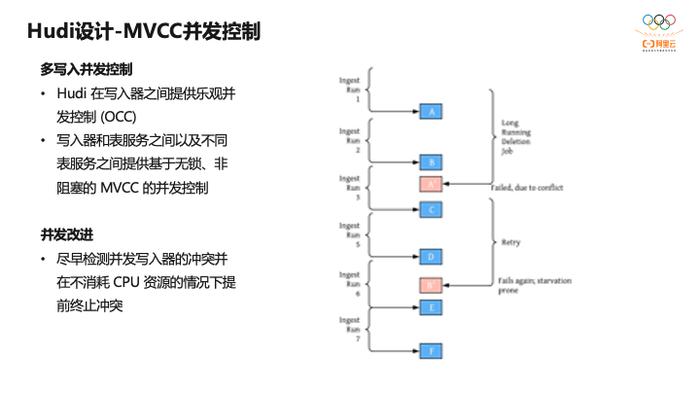 Hudi设计-MVCC并发控制
阿里云
多写入并发控制
• Hudi 在写入器之间提供乐观并
发控制 (OCC)
• 写入器和表服务之间以及不同
表服务之间提供基于无锁、非
阻塞的 MVCC 的并发控制
并发改进
• 尽早检测并发写入器的冲突并
在不消耗 CPU 资源的情况下提
前终止冲突
Ingest
Run
1
A
Long
Running
Deletion
Job
Ingest
Run
2
B
Ingest
Run
3
A'
Failed, due to conflict
C
Ingest
Run
5
Retry
D
Ingest
Run
6
B'
Fails again, starvation
prone
E
Ingest
Run
7
F